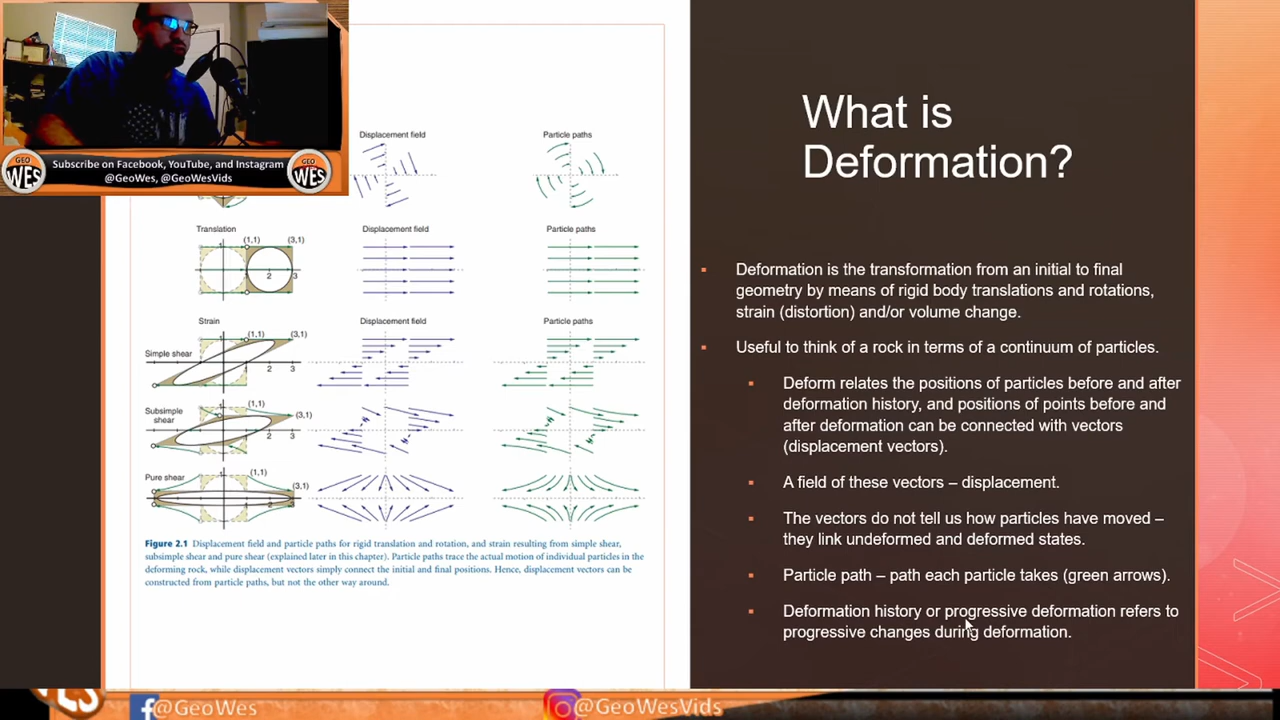 GEO
WES
Subscribe on Facebook, YouTube, and Instagram
@GeoWes, @GeoWesVids
GEO
WES
Displacement field
Particle paths
Translation
Displacement field
Particle paths
(1,1)
(3,1)
1
1
2
3
Strain
Displacement field
Particle paths
Simple shear
(1,1)
(3,1)
1
2
3
Subsimple
shear
(1,1)
(3,1)
1
2
3
Pure shear
(1,1)
(3,1)
1
2
3
Figure 2.1 Displacement field and particle paths for rigid translation and rotation, and strain resulting from simple shear,
subsimple shear and pure shear (explained later in this chapter). Particle paths trace the actual motion of individual particles in the
deforming rock, while displacement vectors simply connect the initial and final positions. Hence, displacement vectors can be
constructed from particle paths, but not the other way around.
What is
Deformation?
Deformation is the transformation from an initial to final
geometry by means of rigid body translations and rotations,
strain (distortion) and/or volume change.
Useful to think of a rock in terms of a continuum of particles.
Deform relates the positions of particles before and after
deformation history, and positions of points before and
after deformation can be connected with vectors
(displacement vectors).
A field of these vectors – displacement.
The vectors do not tell us how particles have moved –
they link undeformed and deformed states.
Particle path – path each particle takes (green arrows).
Deformation history or progressive deformation refers to
progressive changes during deformation.
@GeoWes
@GeoWesVids